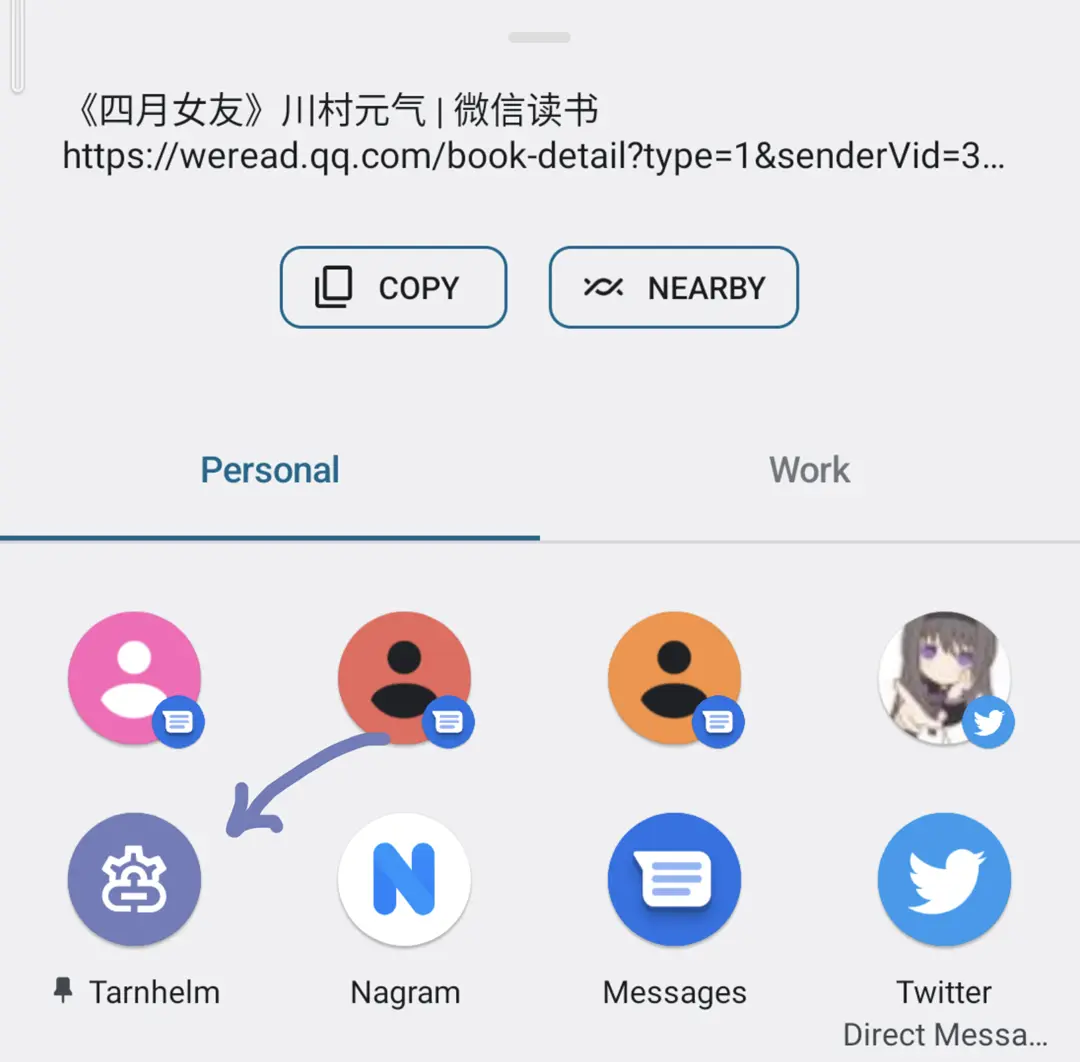 《四月女友》川村元气 | 微信读书
https://weread.qq.com/book-detail?type=1&senderVid=3...
COPY
NEARBY
Personal
Work
Tarnhelm
Nagram
Messages
Twitter
Direct Messa...